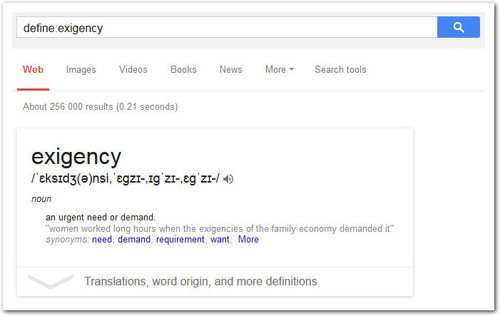 define:exigency
Web Images Videos Books News More Search tools
About 256 000 results (0.21 seconds)
exigency
/ˈɛksɪdʒ(ə)nsi,ˈɛgzɪ-,ɪgˈzɪ-,ɛgˈzɪ-/
noun
an urgent need or demand.
"women worked long hours when the exigencies of the family economy demanded it"
synonyms: need, demand, requirement, want; More
Translations, word origin, and more definitions